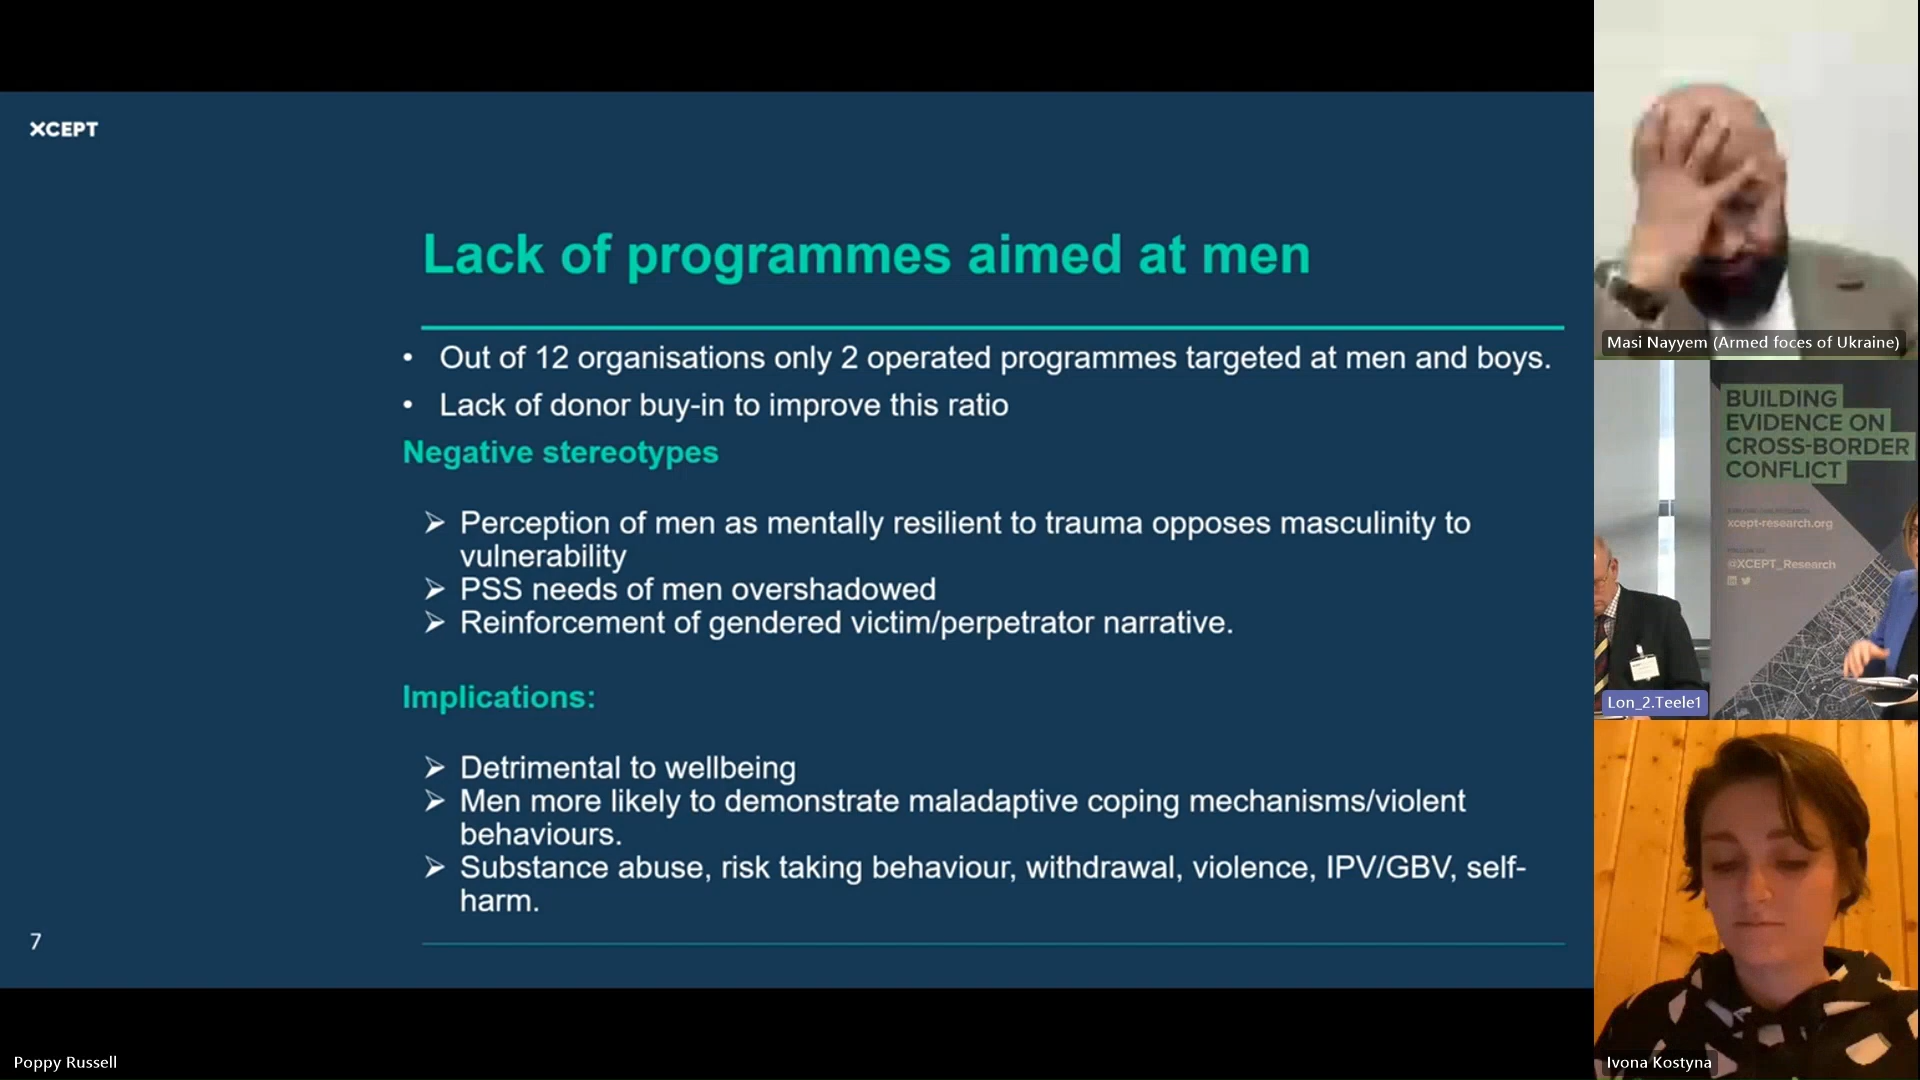 XCEPT
Lack of programmes aimed at men
• Out of 12 organisations only 2 operated programmes targeted at men and boys.
• Lack of donor buy-in to improve this ratio
Negative stereotypes
➢ Perception of men as mentally resilient to trauma opposes masculinity to
vulnerability
➢ PSS needs of men overshadowed
➢ Reinforcement of gendered victim/perpetrator narrative.
Implications:
➢ Detrimental to wellbeing
➢ Men more likely to demonstrate maladaptive coping mechanisms/violent
behaviours.
➢ Substance abuse, risk taking behaviour, withdrawal, violence, IPV/GBV, self-
harm.
7
Poppy Russell
Masi Nayyem (Armed foces of Ukraine)
BUILDING
EVIDENCE ON
CROSS-BORDER
CONFLICT
xcept-research.org
@XCEPT_Research
Lon_2.Teele1
Ivona Kostyna